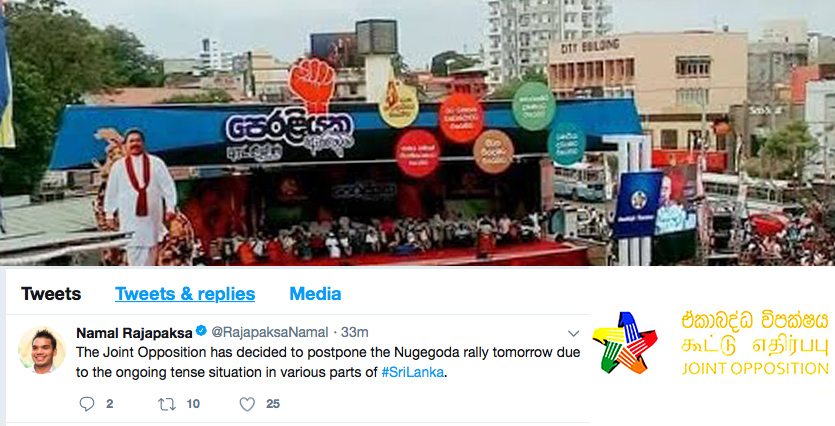 CITY BUILDING
පෙරළියක
Tweets Tweets & replies Media
Namal Rajapaksa @RajapaksaNamal · 33m
The Joint Opposition has decided to postpone the Nugegoda rally tomorrow due
to the ongoing tense situation in various parts of #SriLanka.
2 10 25
ඒකාබද්ධ විපක්ෂය
கூட்டு எதிர்பபு
JOINT OPPOSITION